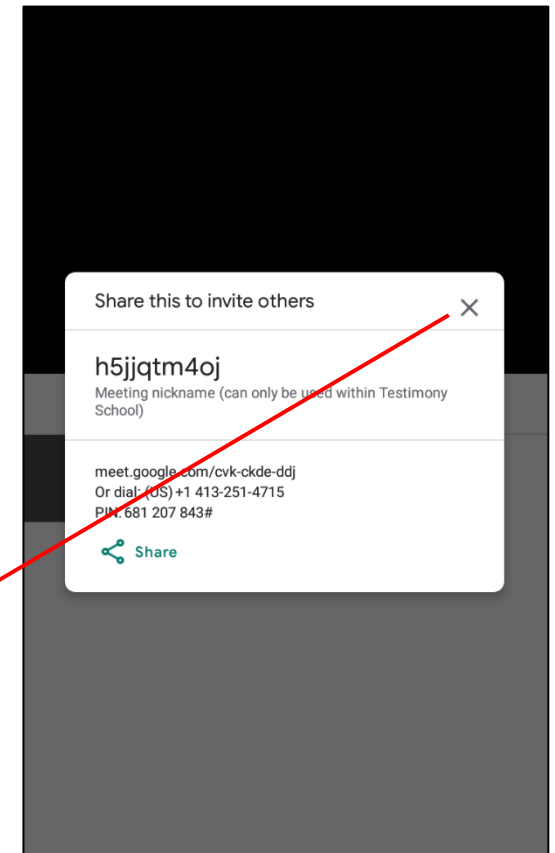 Share this to invite others
h5jjqtm4oj
Meeting nickname (can only be used within Testimony
School)
meet.google.com/cvk-ckde-ddj
Or dial: (US) +1 413-251-4715
PIN: 681 207 843#
Share